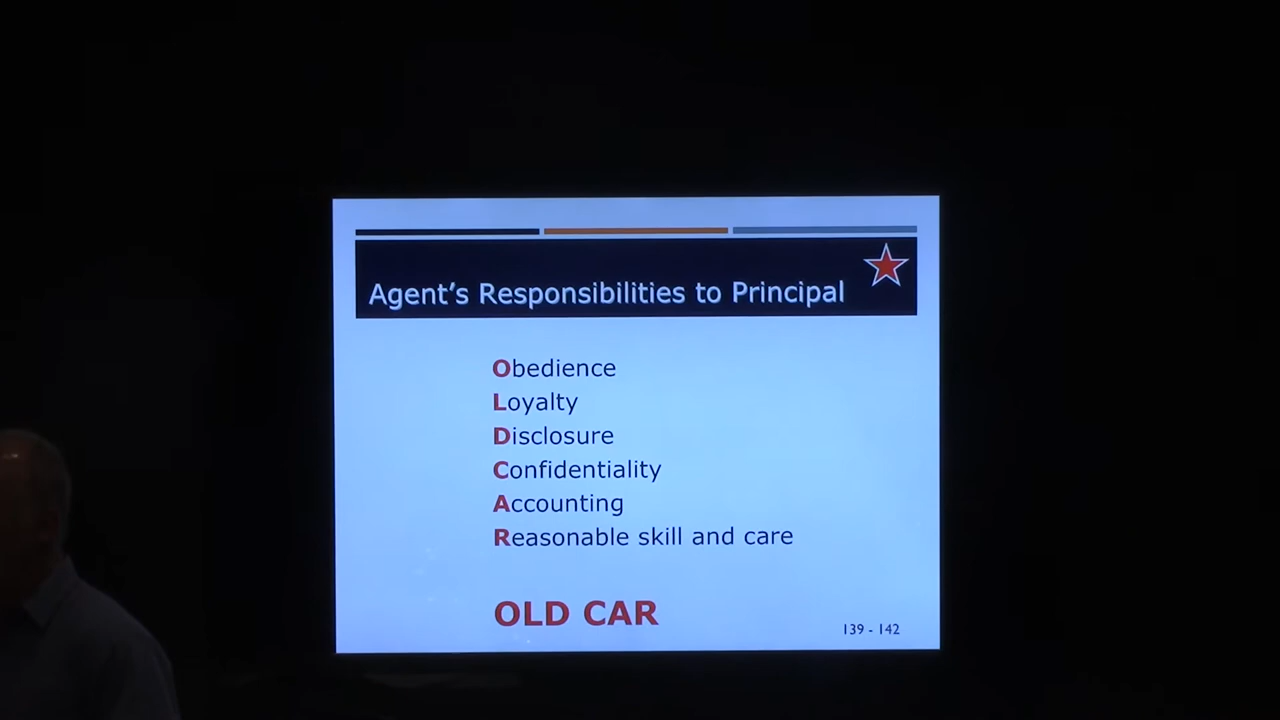 Agent's Responsibilities to Principal
Obedience
Loyalty
Disclosure
Confidentiality
Accounting
Reasonable skill and care
OLD CAR
139 - 142